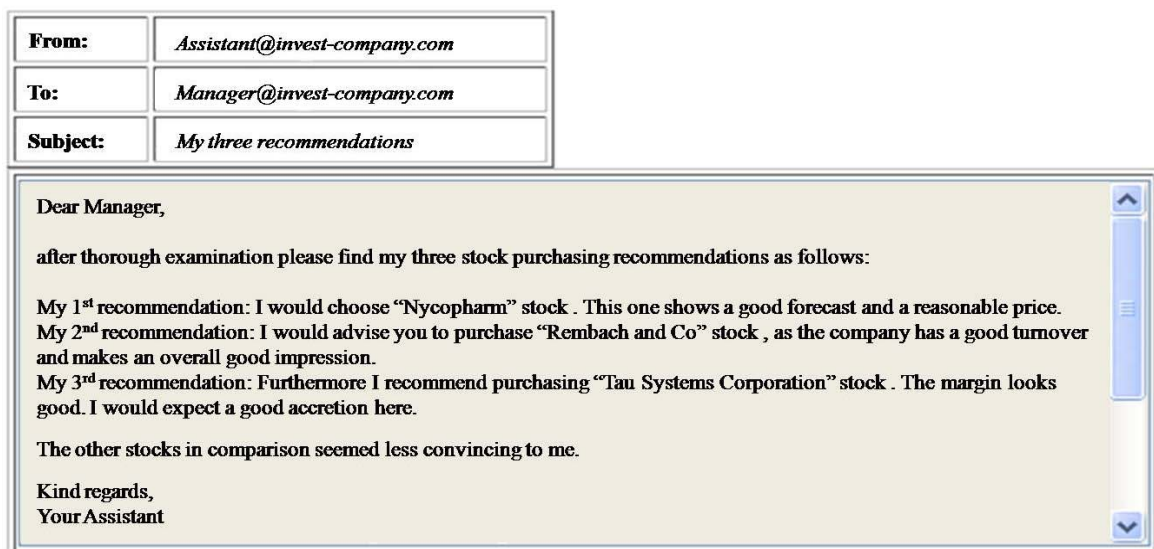 From: Assistant@invest-company.com
To: Manager@invest-company.com
Subject: My three recommendations
Dear Manager,
after thorough examination please find my three stock purchasing recommendations as follows:
My 1st recommendation: I would choose “Nycopharm” stock . This one shows a good forecast and a reasonable price.
My 2nd recommendation: I would advise you to purchase “Rembach and Co” stock , as the company has a good turnover
and makes an overall good impression.
My 3rd recommendation: Furthermore I recommend purchasing “Tau Systems Corporation” stock . The margin looks
good. I would expect a good accretion here.
The other stocks in comparison seemed less convincing to me.
Kind regards,
Your Assistant